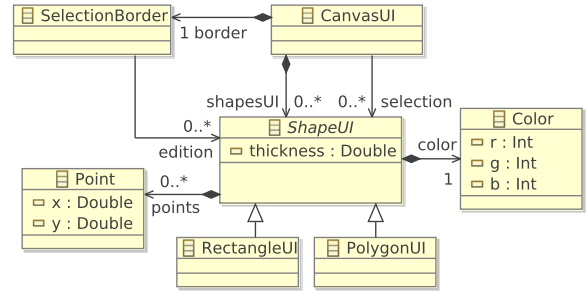 SelectionBorder
CanvasUI
1 border
shapesUI 0..* 0..* selection
0..*
edition
ShapeUI
thickness : Double
color
1
Color
r : Int
g : Int
b : Int
Point
x : Double
y : Double
0..*
points
RectangleUI
PolygonUI